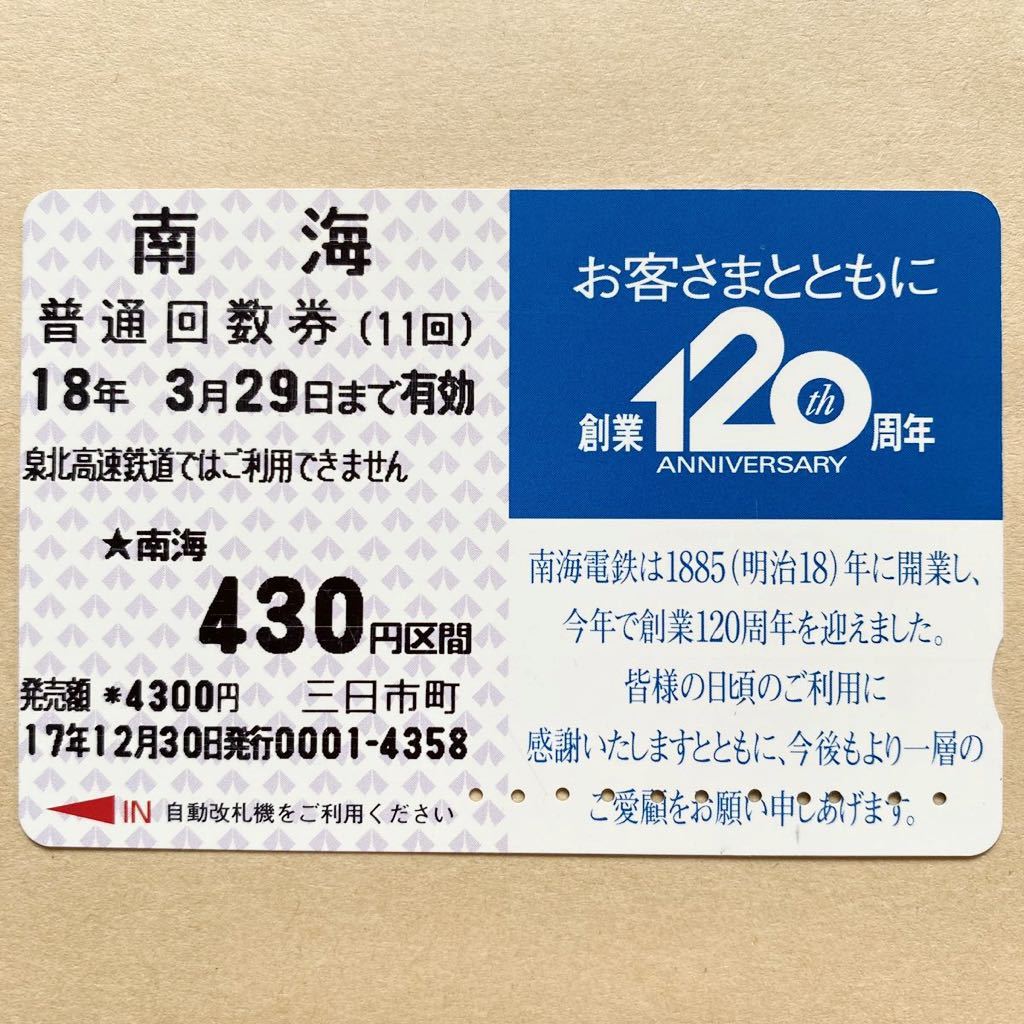 南海
普通回数券(11回)
18年 3月29日まで有効
泉北高速鉄道ではご利用できません
★南海
430円区間
発売額 *4300円 三日市町
17年12月30日発行0001-4358
IN 自動改札機をご利用ください
お客さまとともに
創業120th周年
ANNIVERSARY
南海電鉄は1885(明治18)年に開業し、
今年で創業120周年を迎えました。
皆様の日頃のご利用に
感謝いたしますとともに、今後もより一層の
ご愛顧をお願い申しあげます。